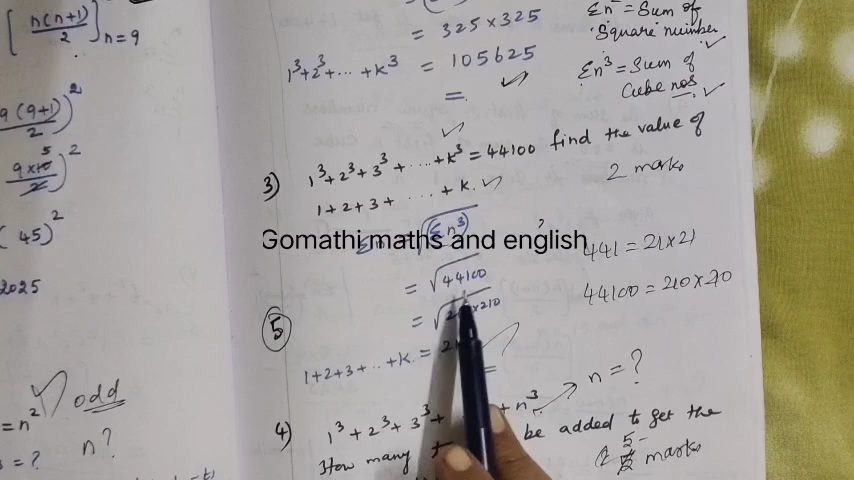 [n(n+1)/2] n=9
9(9+1)/2)²
9×10/2)² 5
(45)²
2025
= n² odd
= ? n?
= 325×325
1³+2³+...+k³ = 105625
=
Σn² = Sum of
Square number
Σn³ = Sum of
Cube nos.
3) 1³+2³+3³+...+k³ = 44100 find the value of
1+2+3+...+k. 2 marks
= √(Σn³)
Gomathi maths and english
= √44100
441 = 21×21
44100 = 210×210
5
1+2+3+..+k. =
4) 1³+2³+3³+ +n³ n=?
How many be added to get the
5 marks